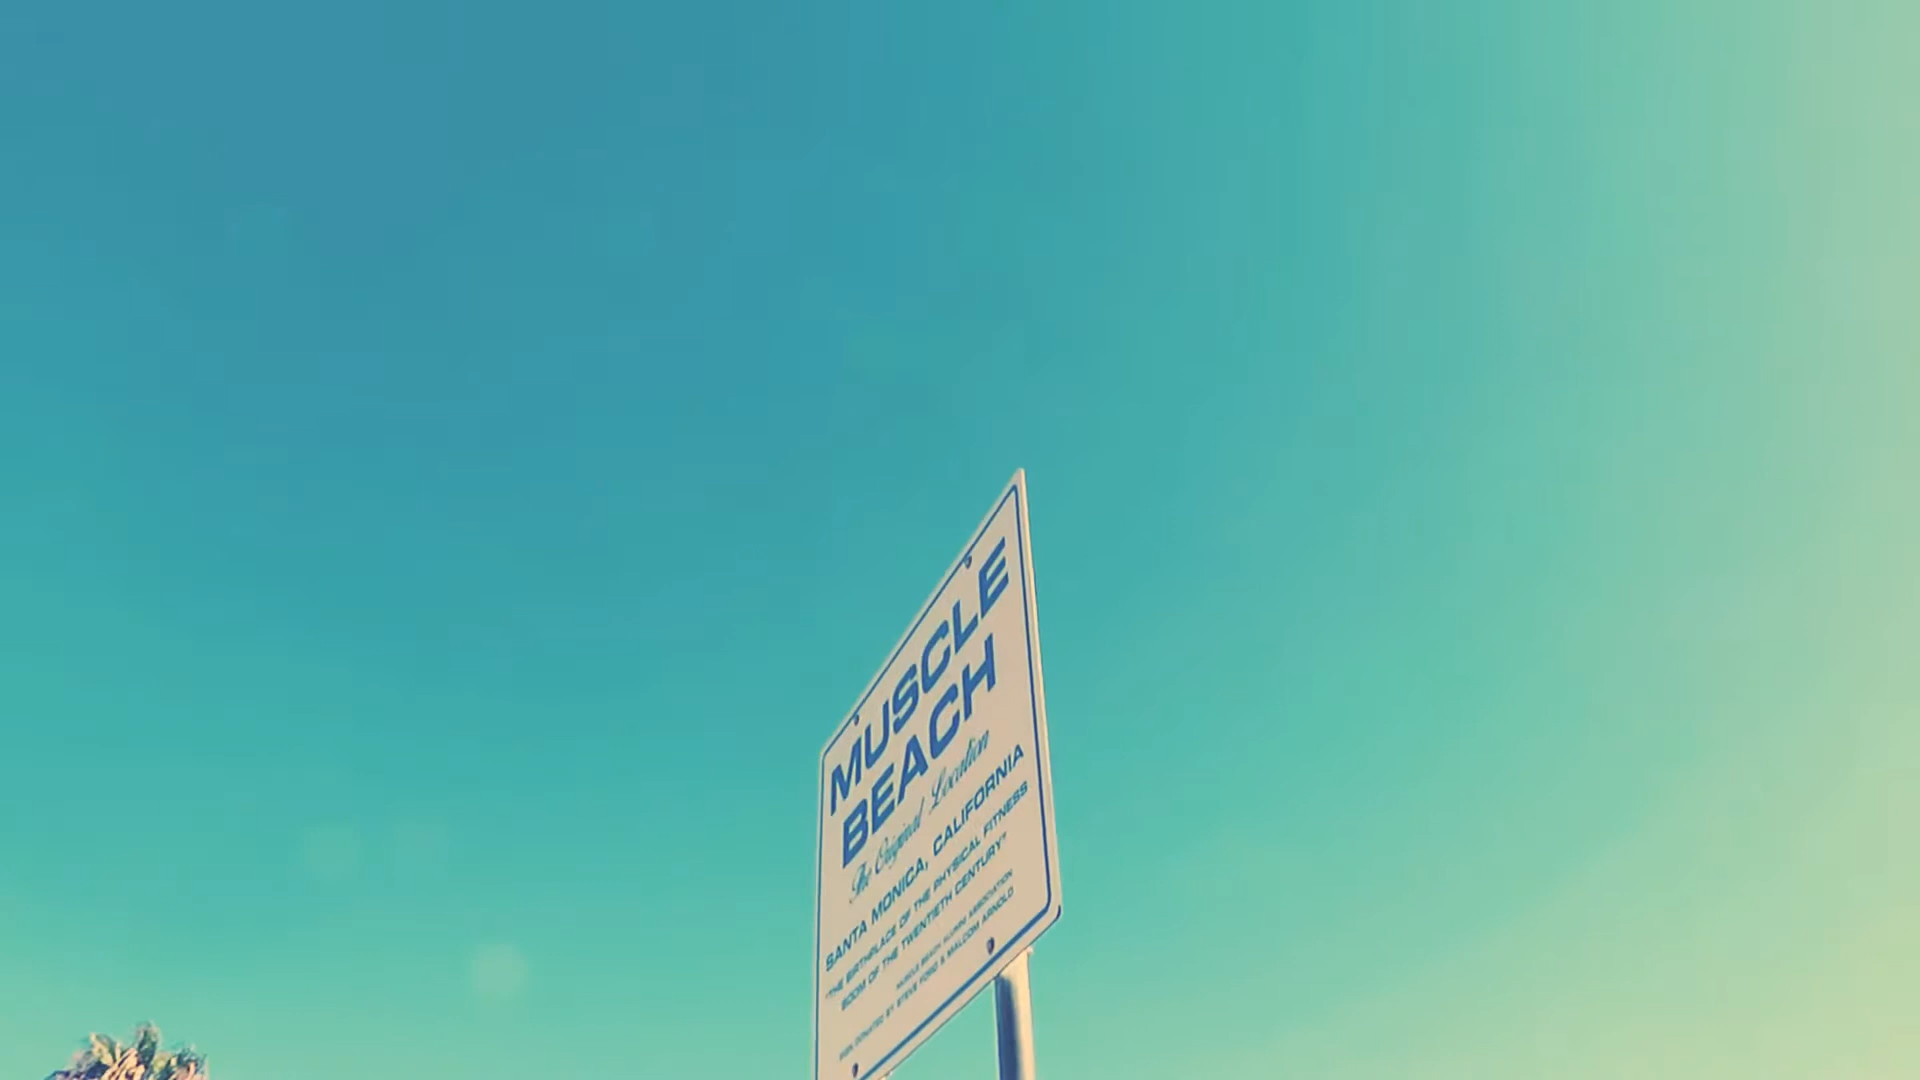 MUSCLE
BEACH
The Original Location
SANTA MONICA, CALIFORNIA
"THE BIRTHPLACE OF THE PHYSICAL FITNESS
BOOM OF THE TWENTIETH CENTURY"
MUSCLE BEACH ALUMNI ASSOCIATION
SIGN DONATED BY STEVE FORD & MALCOM ARNOLD